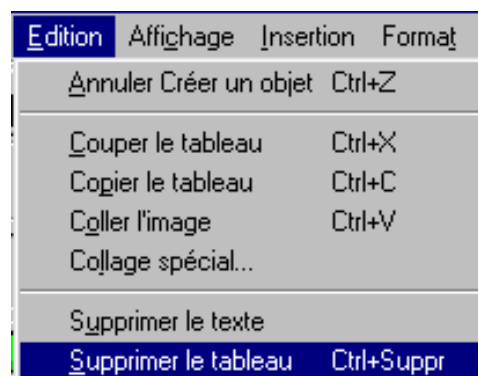 Edition Affichage Insertion Format
Annuler Créer un objet Ctrl+Z
Couper le tableau Ctrl+X
Copier le tableau Ctrl+C
Coller l'image Ctrl+V
Collage spécial...
Supprimer le texte
Supprimer le tableau Ctrl+Suppr